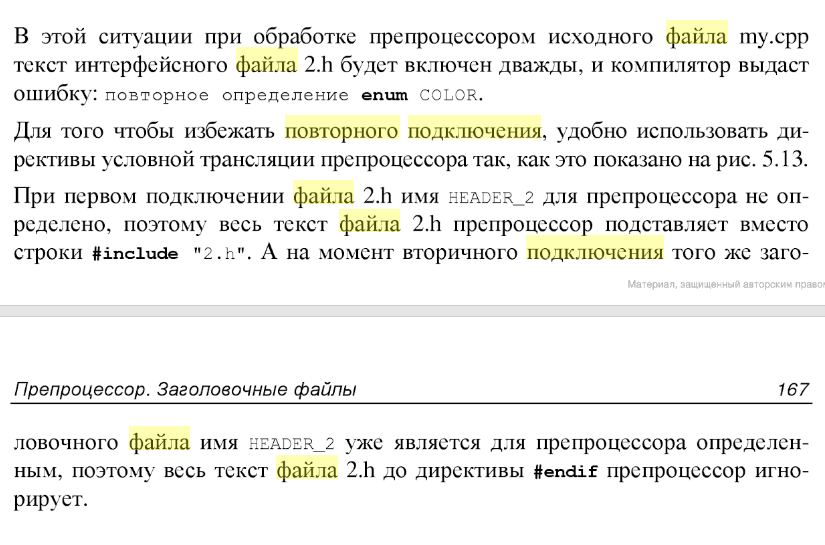 В этой ситуации при обработке препроцессором исходного файла my.cpp
текст интерфейсного файла 2.h будет включен дважды, и компилятор выдаст
ошибку: повторное определение enum COLOR.
Для того чтобы избежать повторного подключения, удобно использовать ди-
рективы условной трансляции препроцессора так, как это показано на рис. 5.13.
При первом подключении файла 2.h имя HEADER_2 для препроцессора не оп-
ределено, поэтому весь текст файла 2.h препроцессор подставляет вместо
строки #include "2.h". А на момент вторичного подключения того же заго-
Материал, защищенный авторским правом
Препроцессор. Заголовочные файлы 167
ловочного файла имя HEADER_2 уже является для препроцессора определен-
ным, поэтому весь текст файла 2.h до директивы #endif препроцессор игно-
рирует.